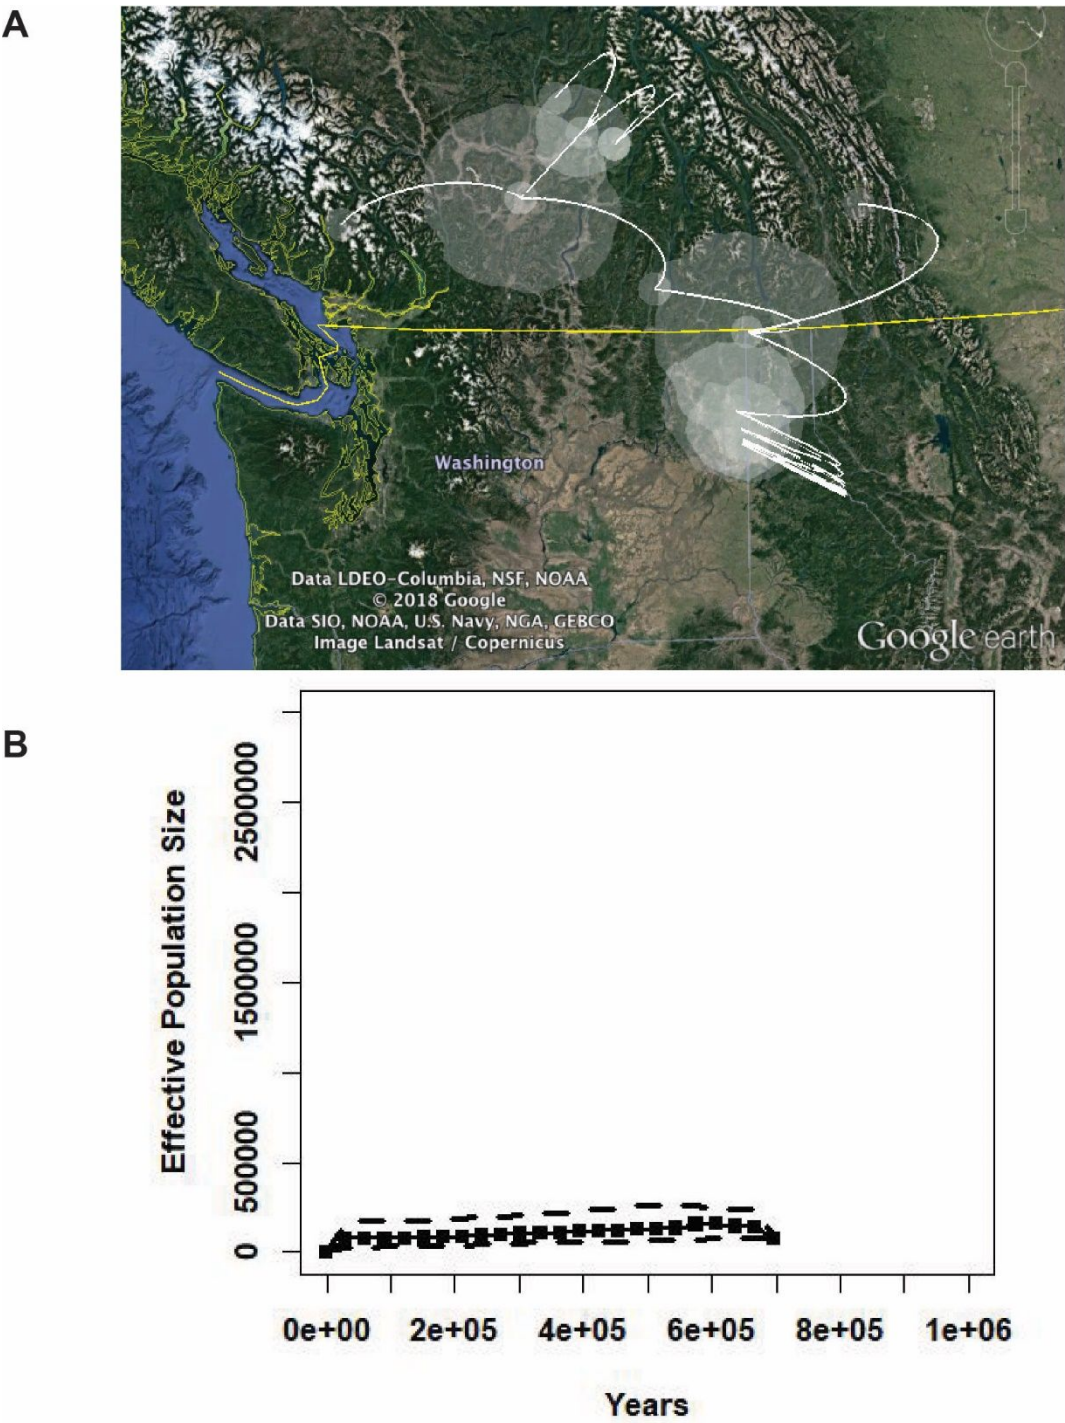 A
Washington
Data LDEO-Columbia, NSF, NOAA
© 2018 Google
Data SIO, NOAA, U.S. Navy, NGA, GEBCO
Image Landsat / Copernicus
Google earth
B
Effective Population Size
2500000
1500000
500000
0
0e+00 2e+05 4e+05 6e+05 8e+05 1e+06
Years